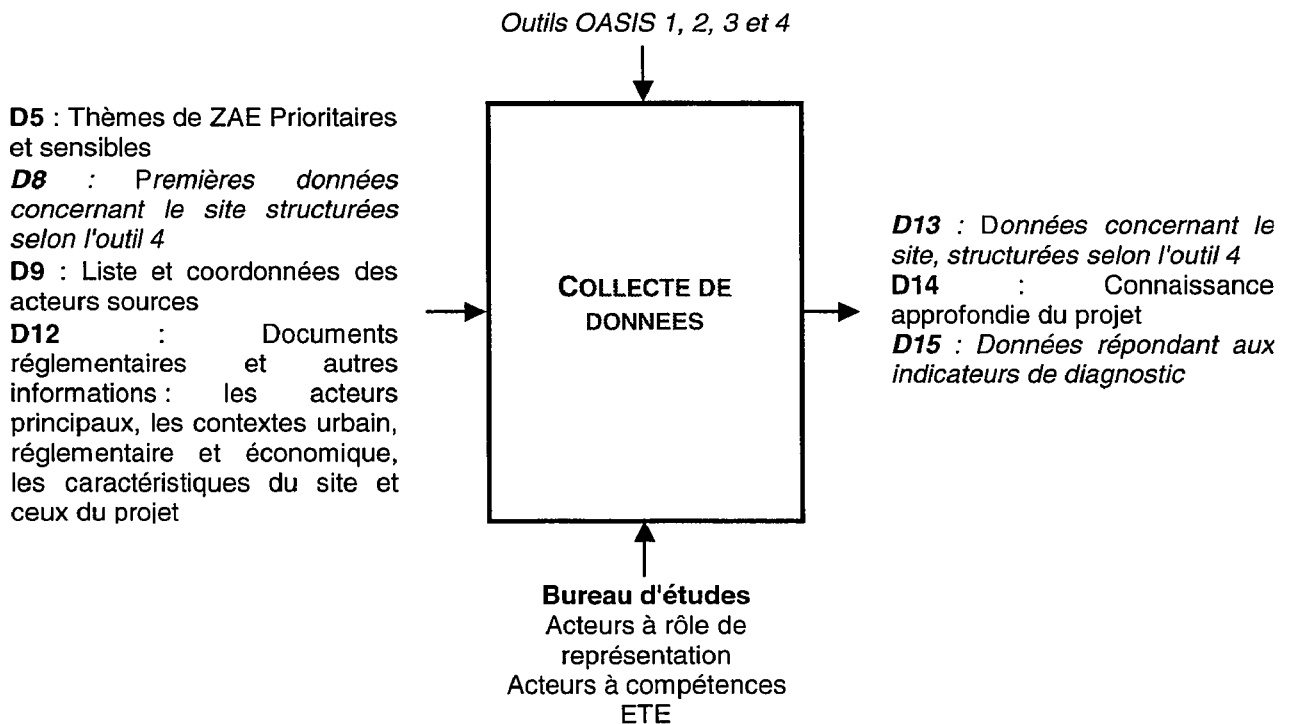 Outils OASIS 1, 2, 3 et 4
D5 : Thèmes de ZAE Prioritaires
et sensibles
D8 : Premières données
concernant le site structurées
selon l'outil 4
D9 : Liste et coordonnées des
acteurs sources
D12 : Documents
réglementaires et autres
informations : les acteurs
principaux, les contextes urbain,
réglementaire et économique,
les caractéristiques du site et
ceux du projet
COLLECTE DE
DONNEES
D13 : Données concernant le
site, structurées selon l'outil 4
D14 : Connaissance
approfondie du projet
D15 : Données répondant aux
indicateurs de diagnostic
Bureau d'études
Acteurs à rôle de
représentation
Acteurs à compétences
ETE